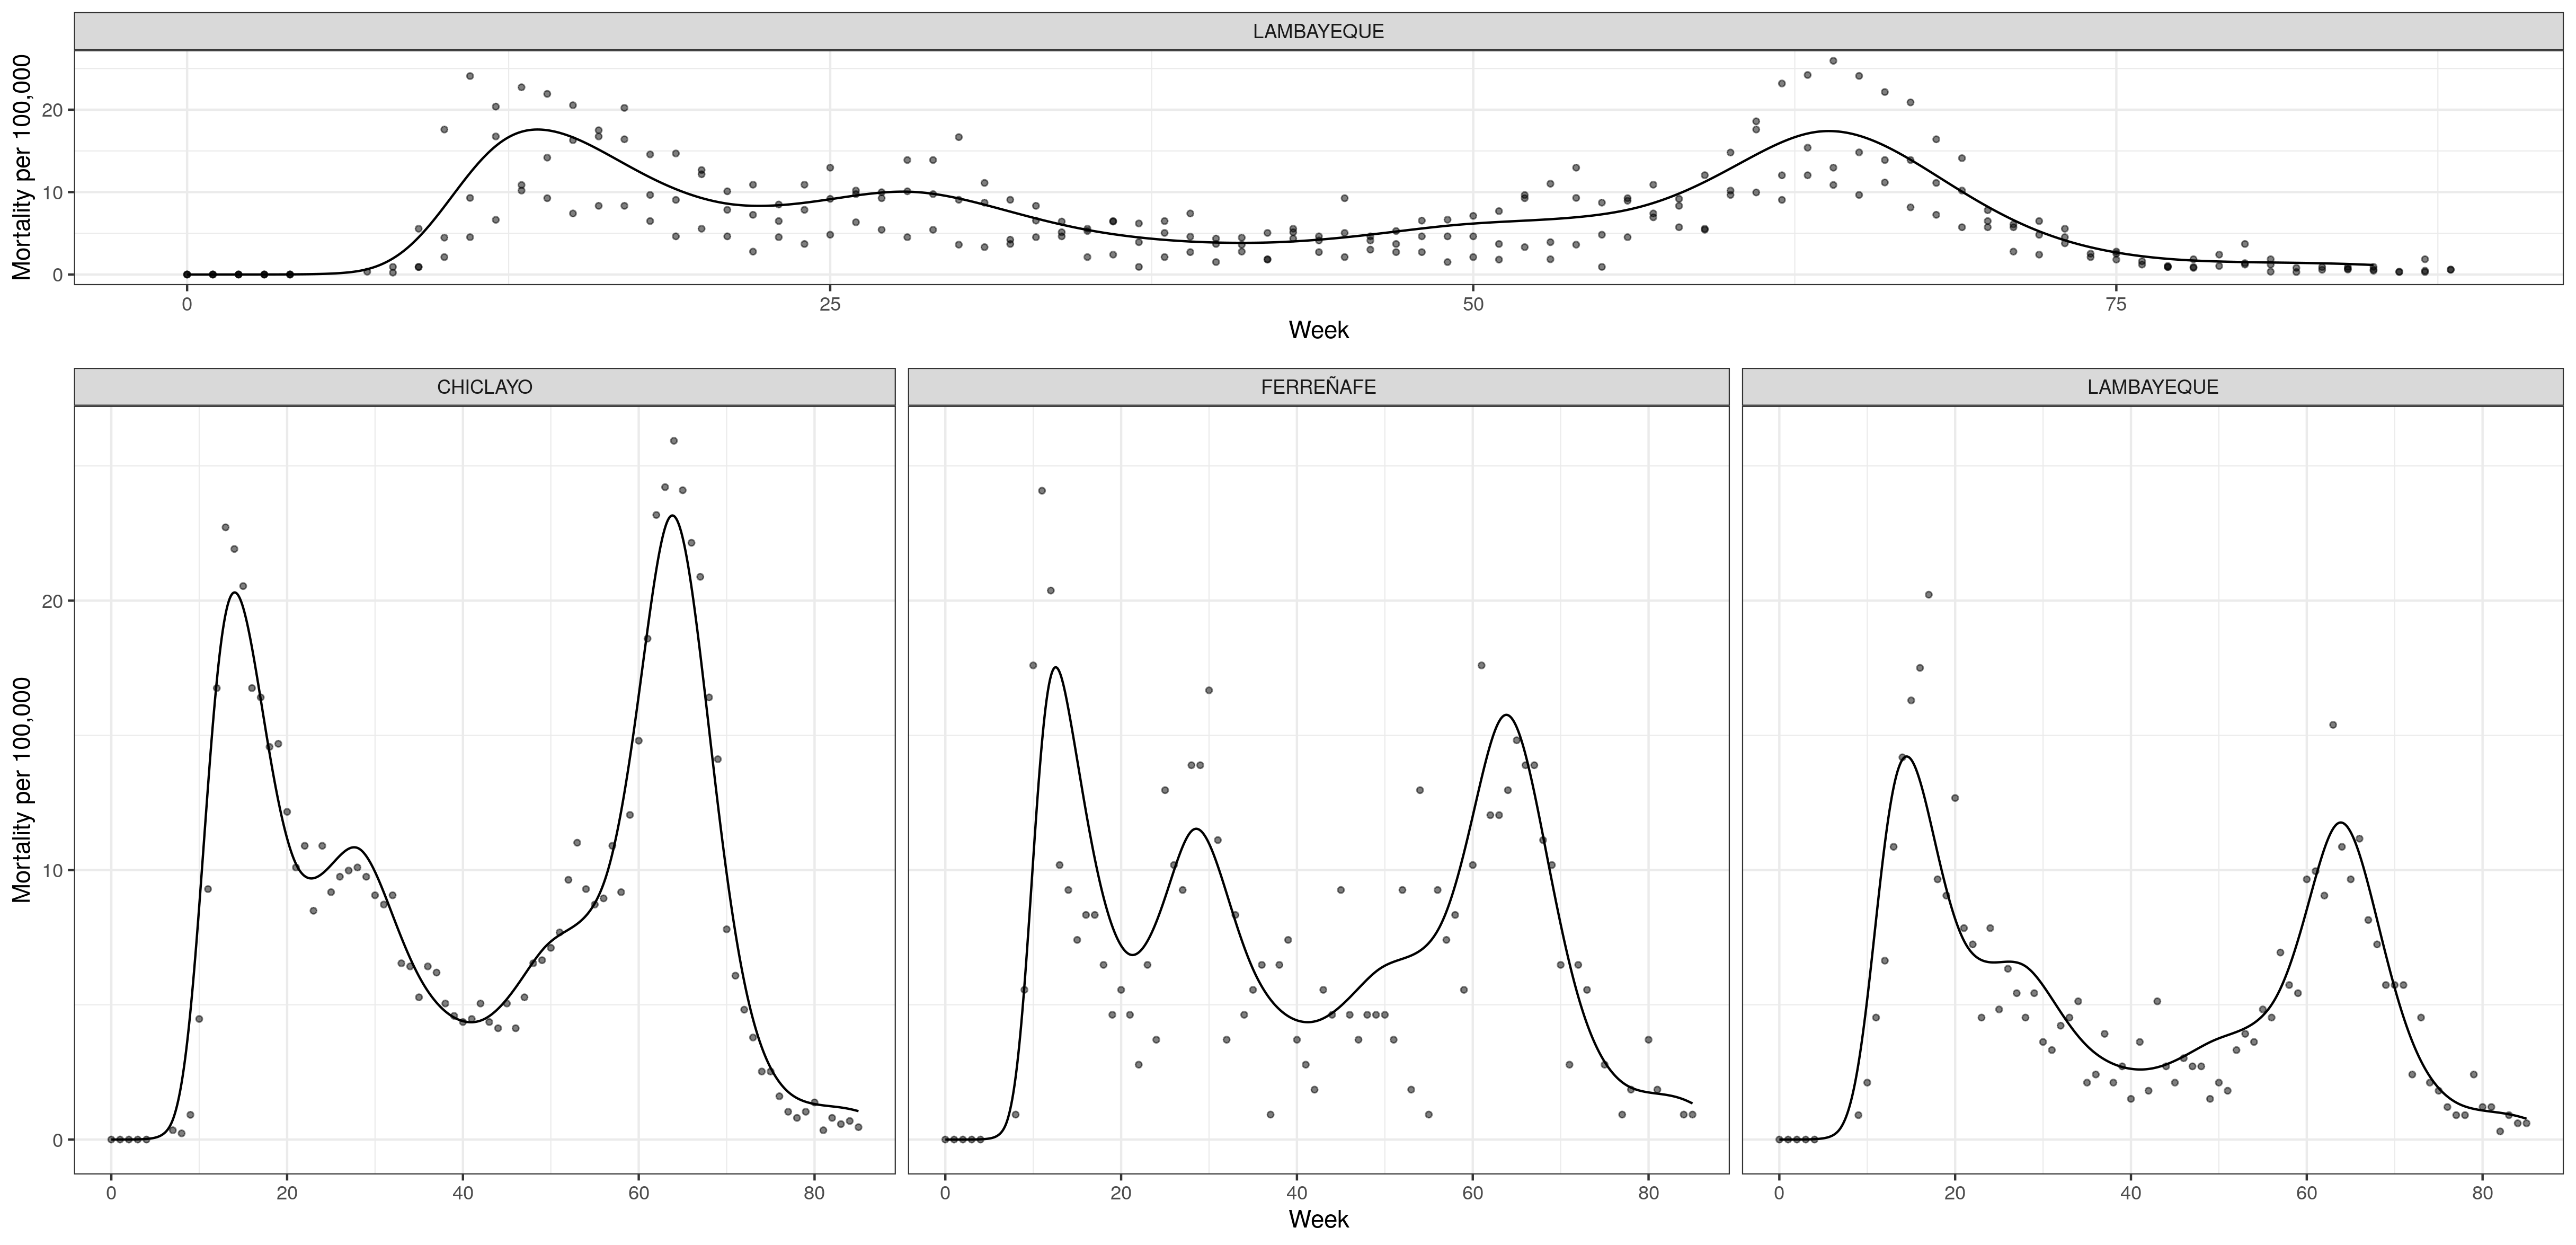 LAMBAYEQUE
Mortality per 100,000
20
10
0
0 25 50 75
Week
CHICLAYO FERREÑAFE LAMBAYEQUE
Mortality per 100,000
20
10
0
0 20 40 60 80 0 20 40 60 80 0 20 40 60 80
Week